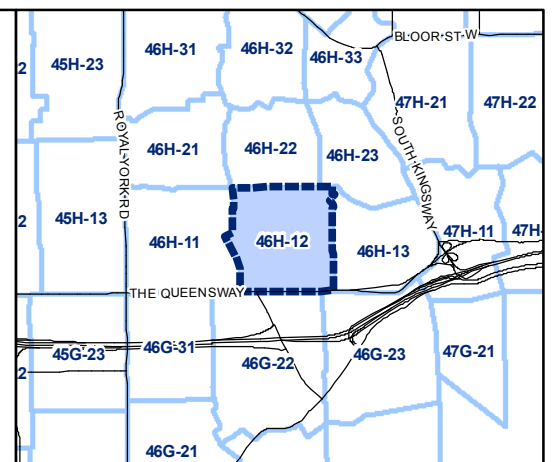 BLOOR ST W
46H-31
46H-32
46H-33
45H-23
2
47H-21
47H-22
ROYAL YORK RD
SOUTH KINGSWAY
46H-21
46H-22
46H-23
45H-13
2
46H-11
46H-12
46H-13
47H-11
47H-
THE QUEENSWAY
45G-23
46G-31
46G-22
46G-23
47G-21
2
46G-21